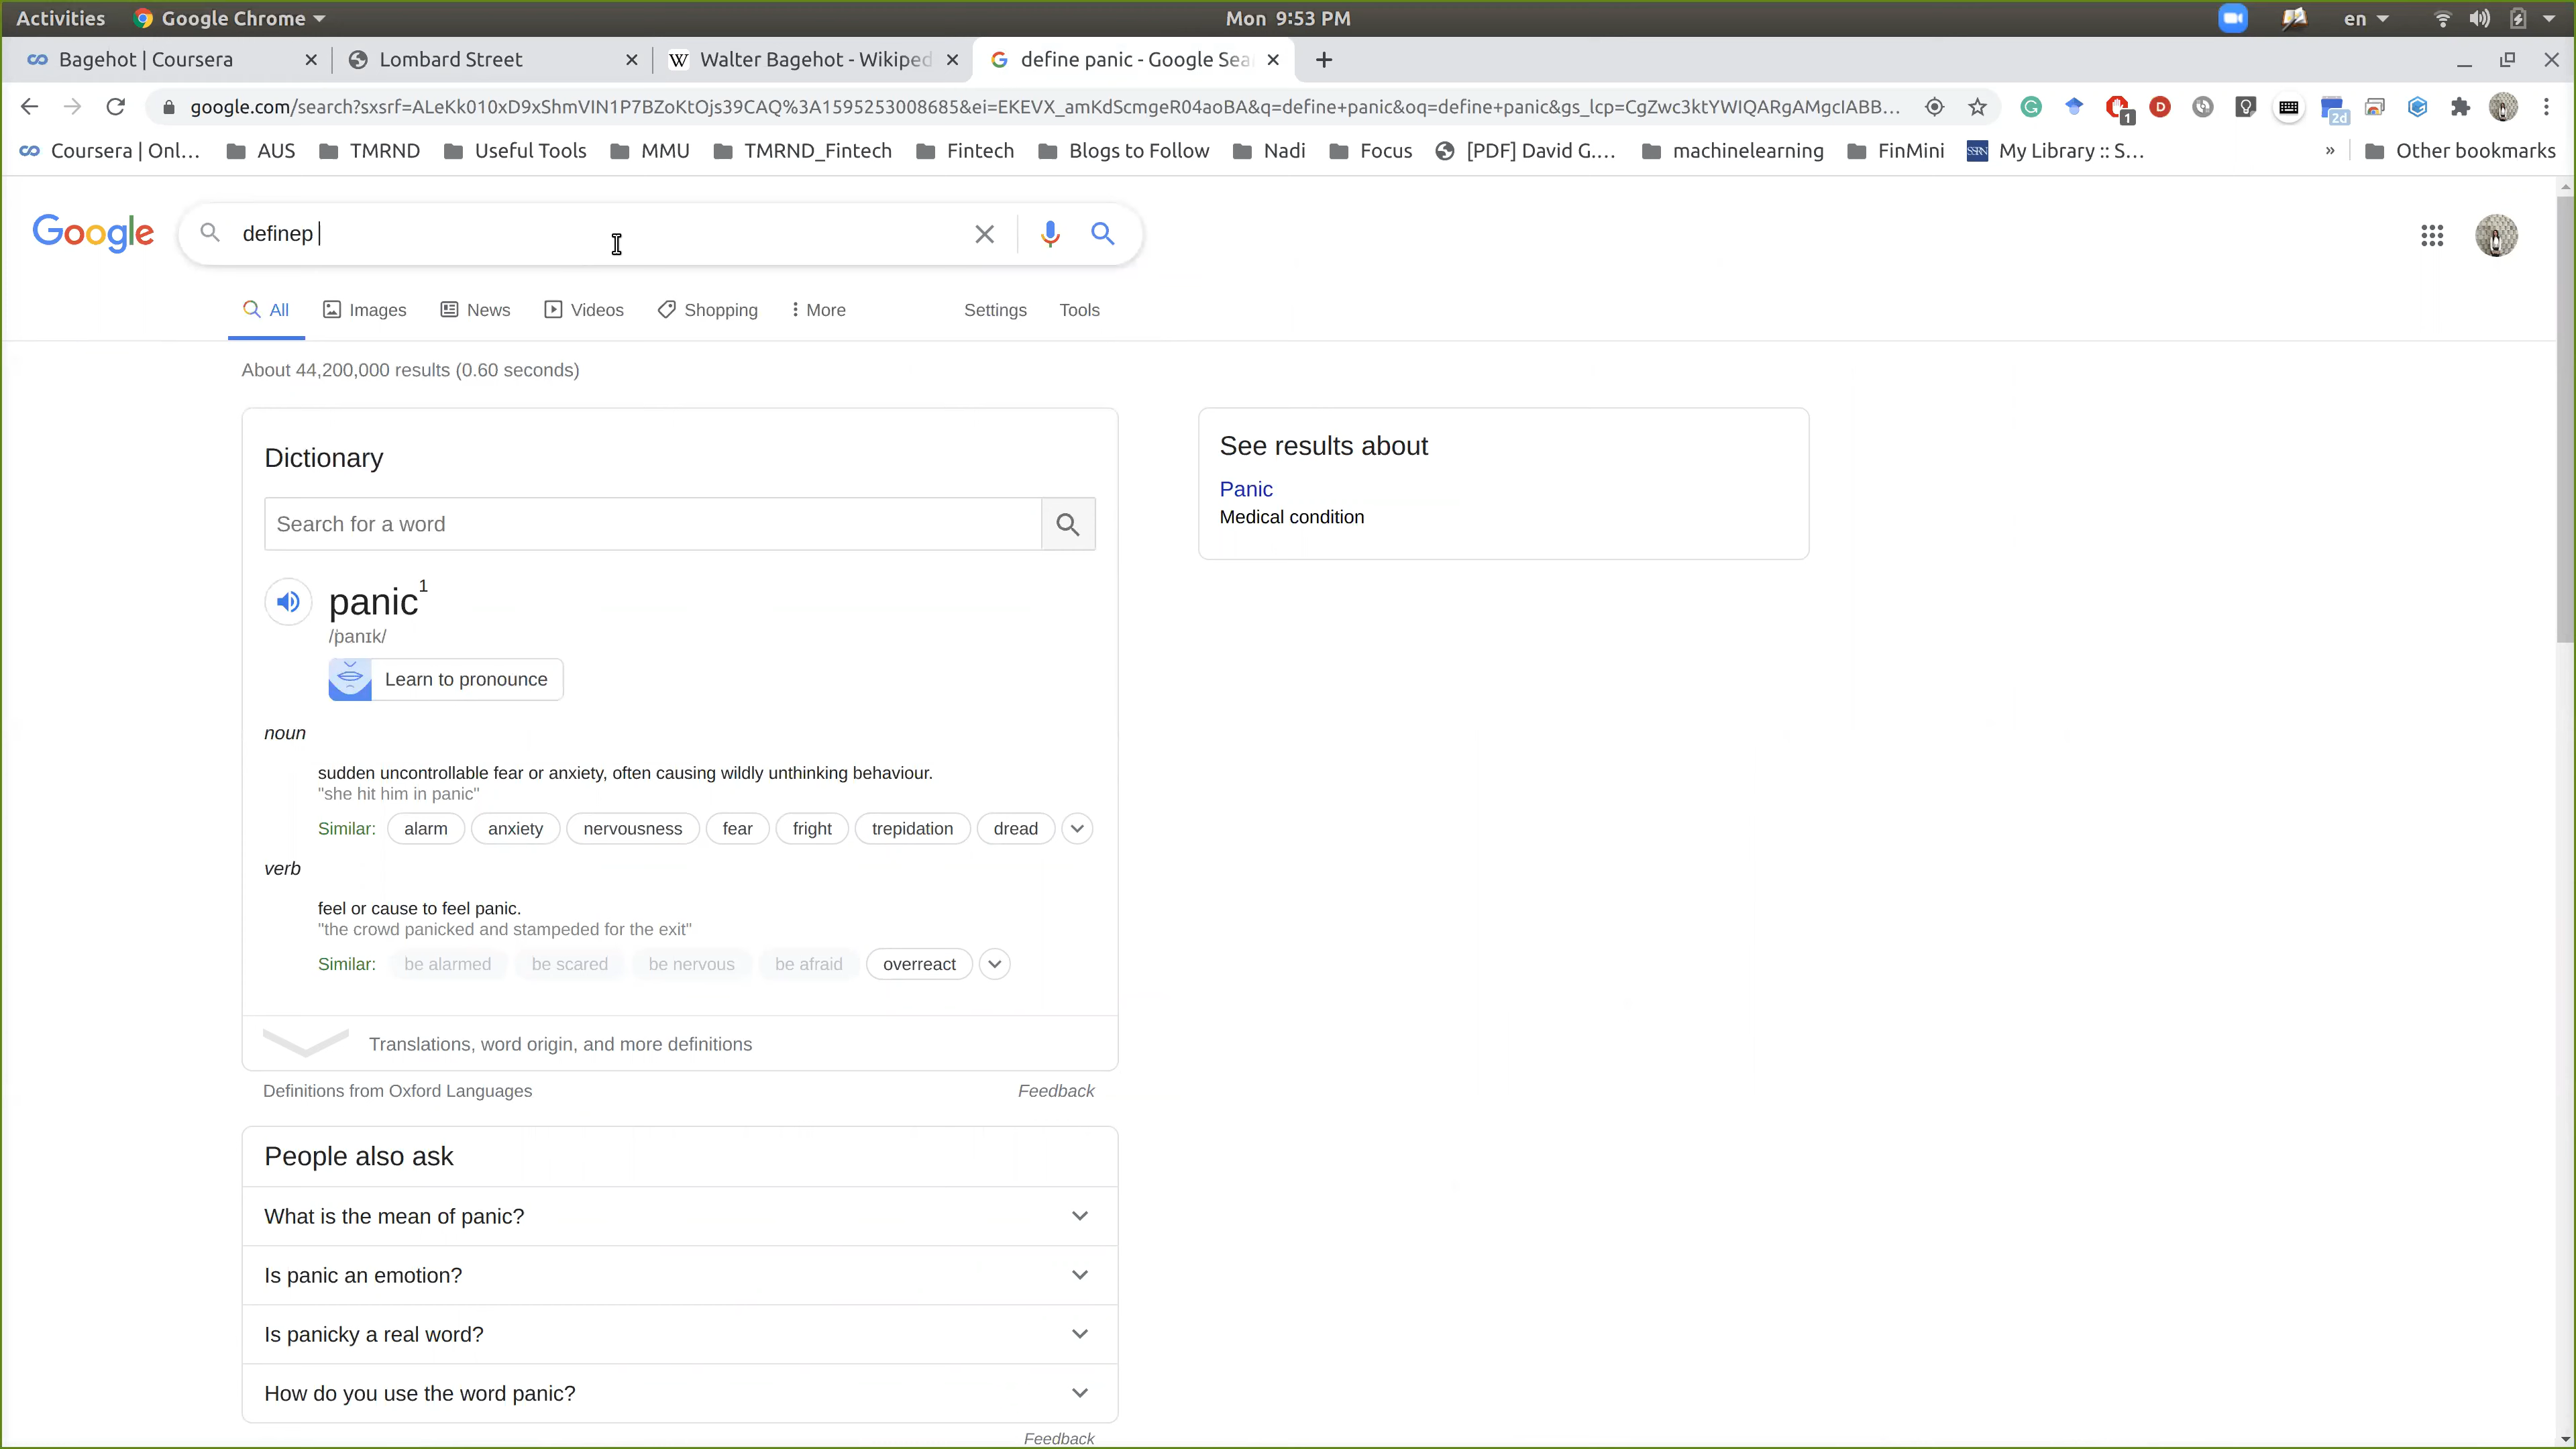 Activities Google Chrome Mon 9:53 PM en
Bagehot | Coursera Lombard Street W Walter Bagehot - Wikiped define panic - Google Sea
google.com/search?sxsrf=ALeKk010xD9xShmVIN1P7BZoKtOjs39CAQ%3A1595253008685&ei=EKEVX_amKdScmgeR04aoBA&q=define+panic&oq=define+panic&gs_lcp=CgZwc3ktYWIQARgAMgcIABB... 1 D 2d
Coursera | Onl... AUS TMRND Useful Tools MMU TMRND_Fintech Fintech Blogs to Follow Nadi Focus [PDF] David G.... machinelearning FinMini SSRN My Library :: S... » Other bookmarks
Google definep
All Images News Videos Shopping More Settings Tools
About 44,200,000 results (0.60 seconds)
Dictionary
Search for a word
panic1
/ˈpanɪk/
Learn to pronounce
noun
sudden uncontrollable fear or anxiety, often causing wildly unthinking behaviour.
"she hit him in panic"
Similar: alarm anxiety nervousness fear fright trepidation dread
verb
feel or cause to feel panic.
"the crowd panicked and stampeded for the exit"
Similar: be alarmed be scared be nervous be afraid overreact
Translations, word origin, and more definitions
Definitions from Oxford Languages Feedback
People also ask
What is the mean of panic?
Is panic an emotion?
Is panicky a real word?
How do you use the word panic?
Feedback
See results about
Panic
Medical condition